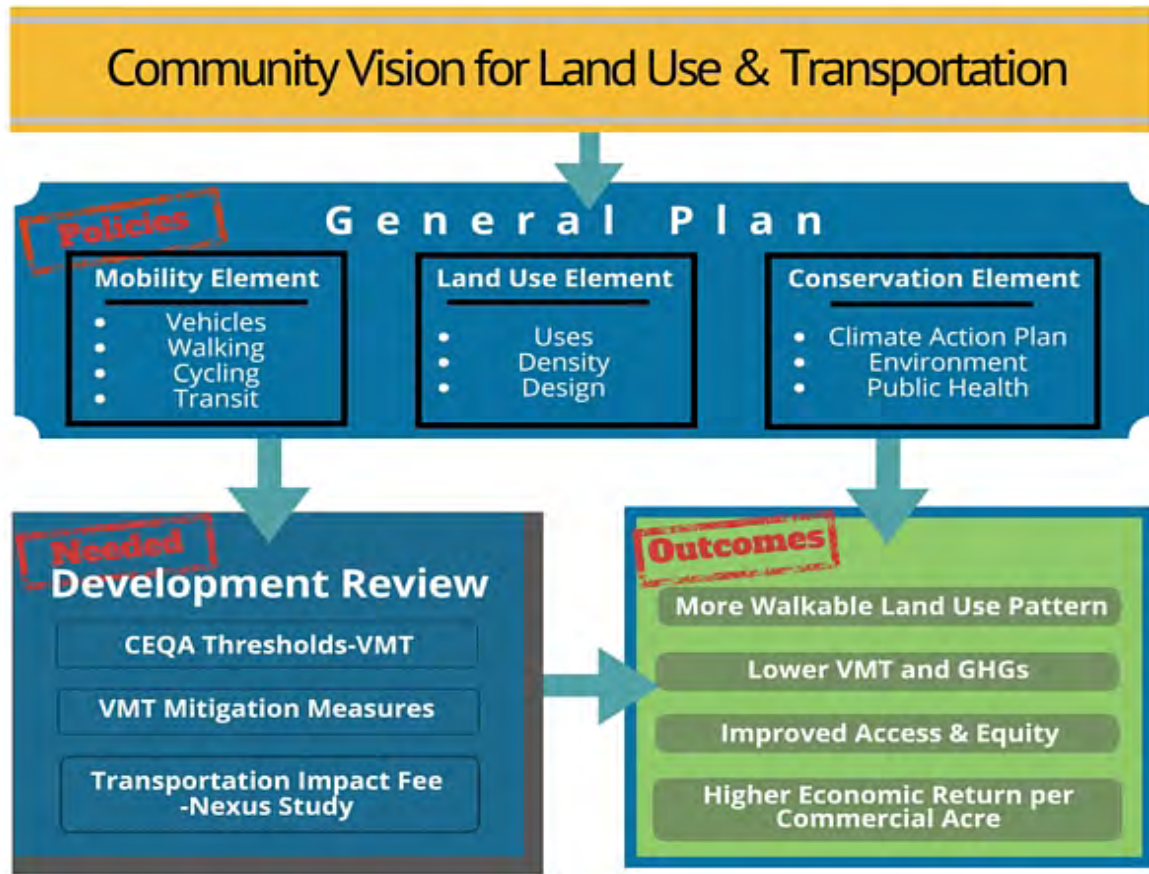 Community Vision for Land Use & Transportation
Policies
General Plan
Mobility Element
• Vehicles
• Walking
• Cycling
• Transit
Land Use Element
• Uses
• Density
• Design
Conservation Element
• Climate Action Plan
• Environment
• Public Health
Needed
Development Review
CEQA Thresholds-VMT
VMT Mitigation Measures
Transportation Impact Fee
-Nexus Study
Outcomes
More Walkable Land Use Pattern
Lower VMT and GHGs
Improved Access & Equity
Higher Economic Return per
Commercial Acre